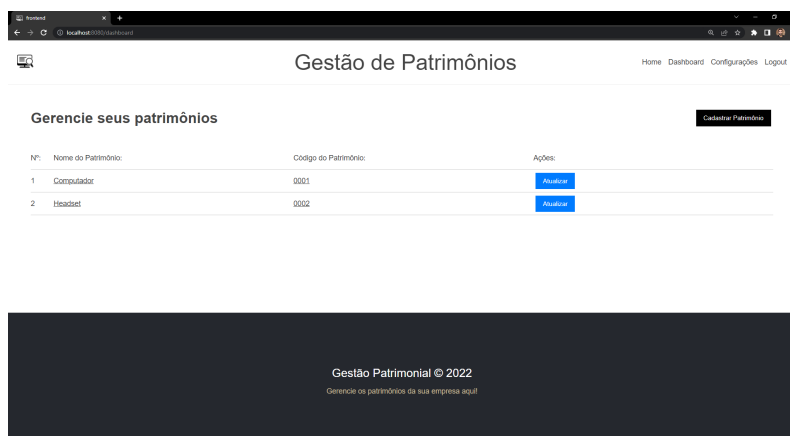 frontend
localhost:8080/dashboard
Gestão de Patrimônios
Home Dashboard Configurações Logout
Gerencie seus patrimônios
Cadastrar Patrimônio
Nº: Nome do Patrimônio: Código do Patrimônio: Ações:
1 Computador 0001 Atualizar
2 Headset 0002 Atualizar
Gestão Patrimonial © 2022
Gerencie os patrimônios da sua empresa aqui!